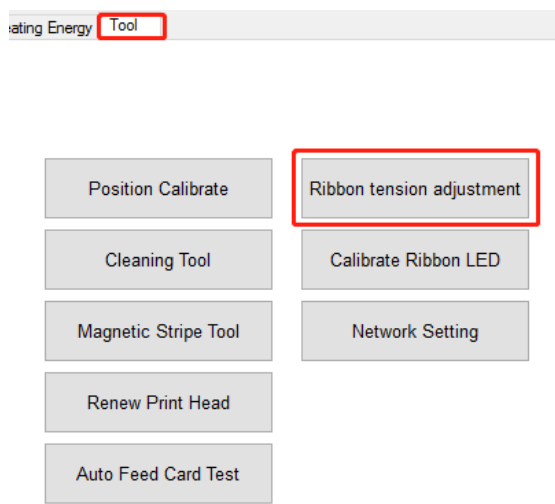 eating Energy Tool
Position Calibrate Ribbon tension adjustment
Cleaning Tool Calibrate Ribbon LED
Magnetic Stripe Tool Network Setting
Renew Print Head
Auto Feed Card Test